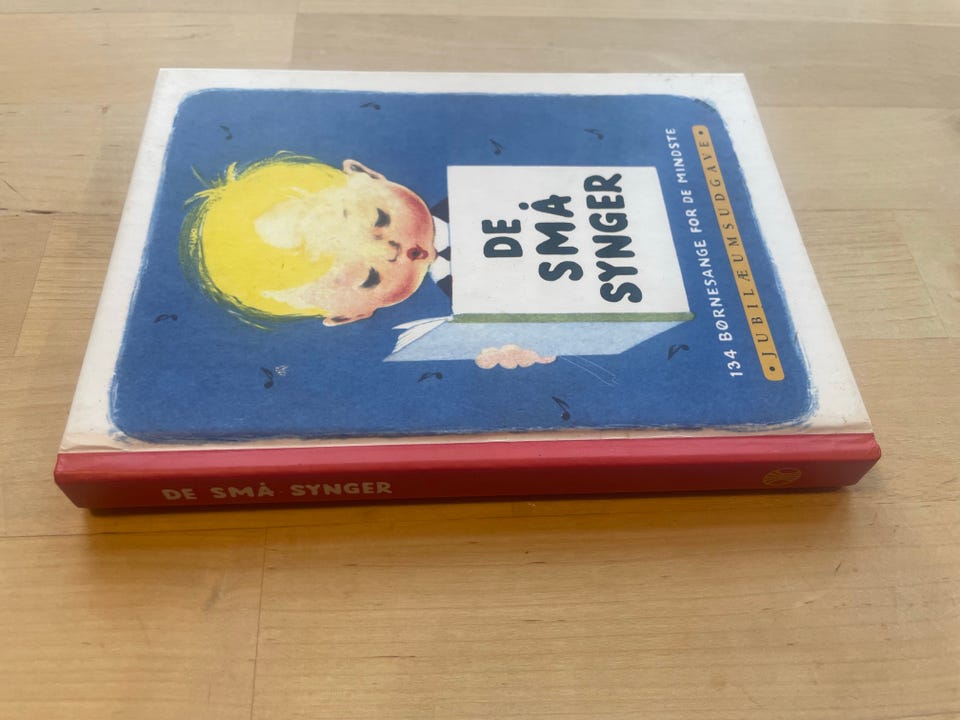 DE
SMÅ
SYNGER
134 BØRNESANGE FOR DE MINDSTE
• JUBILÆUMSUDGAVE •
DE SMÅ SYNGER